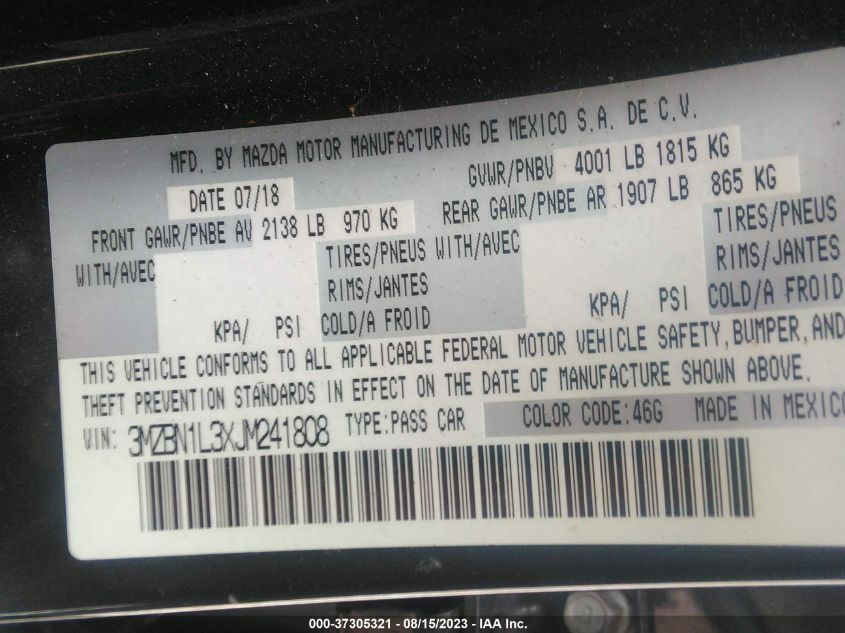 MFD. BY MAZDA MOTOR MANUFACTURING DE MEXICO S.A. DE C.V.
DATE 07/18 GVWR/PNBV 4001 LB 1815 KG
FRONT GAWR/PNBE AV 2138 LB 970 KG REAR GAWR/PNBE AR 1907 LB 865 KG
WITH/AVEC TIRES/PNEUS WITH/AVEC TIRES/PNEUS
RIMS/JANTES RIMS/JANTES
KPA/ PSI COLD/A FROID KPA/ PSI COLD/A FROID
THIS VEHICLE CONFORMS TO ALL APPLICABLE FEDERAL MOTOR VEHICLE SAFETY, BUMPER, AND
THEFT PREVENTION STANDARDS IN EFFECT ON THE DATE OF MANUFACTURE SHOWN ABOVE.
VIN: 3MZBN1L3XJM241808 TYPE:PASS CAR COLOR CODE:46G MADE IN MEXICO
000-37305321 - 08/15/2023 - IAA Inc.